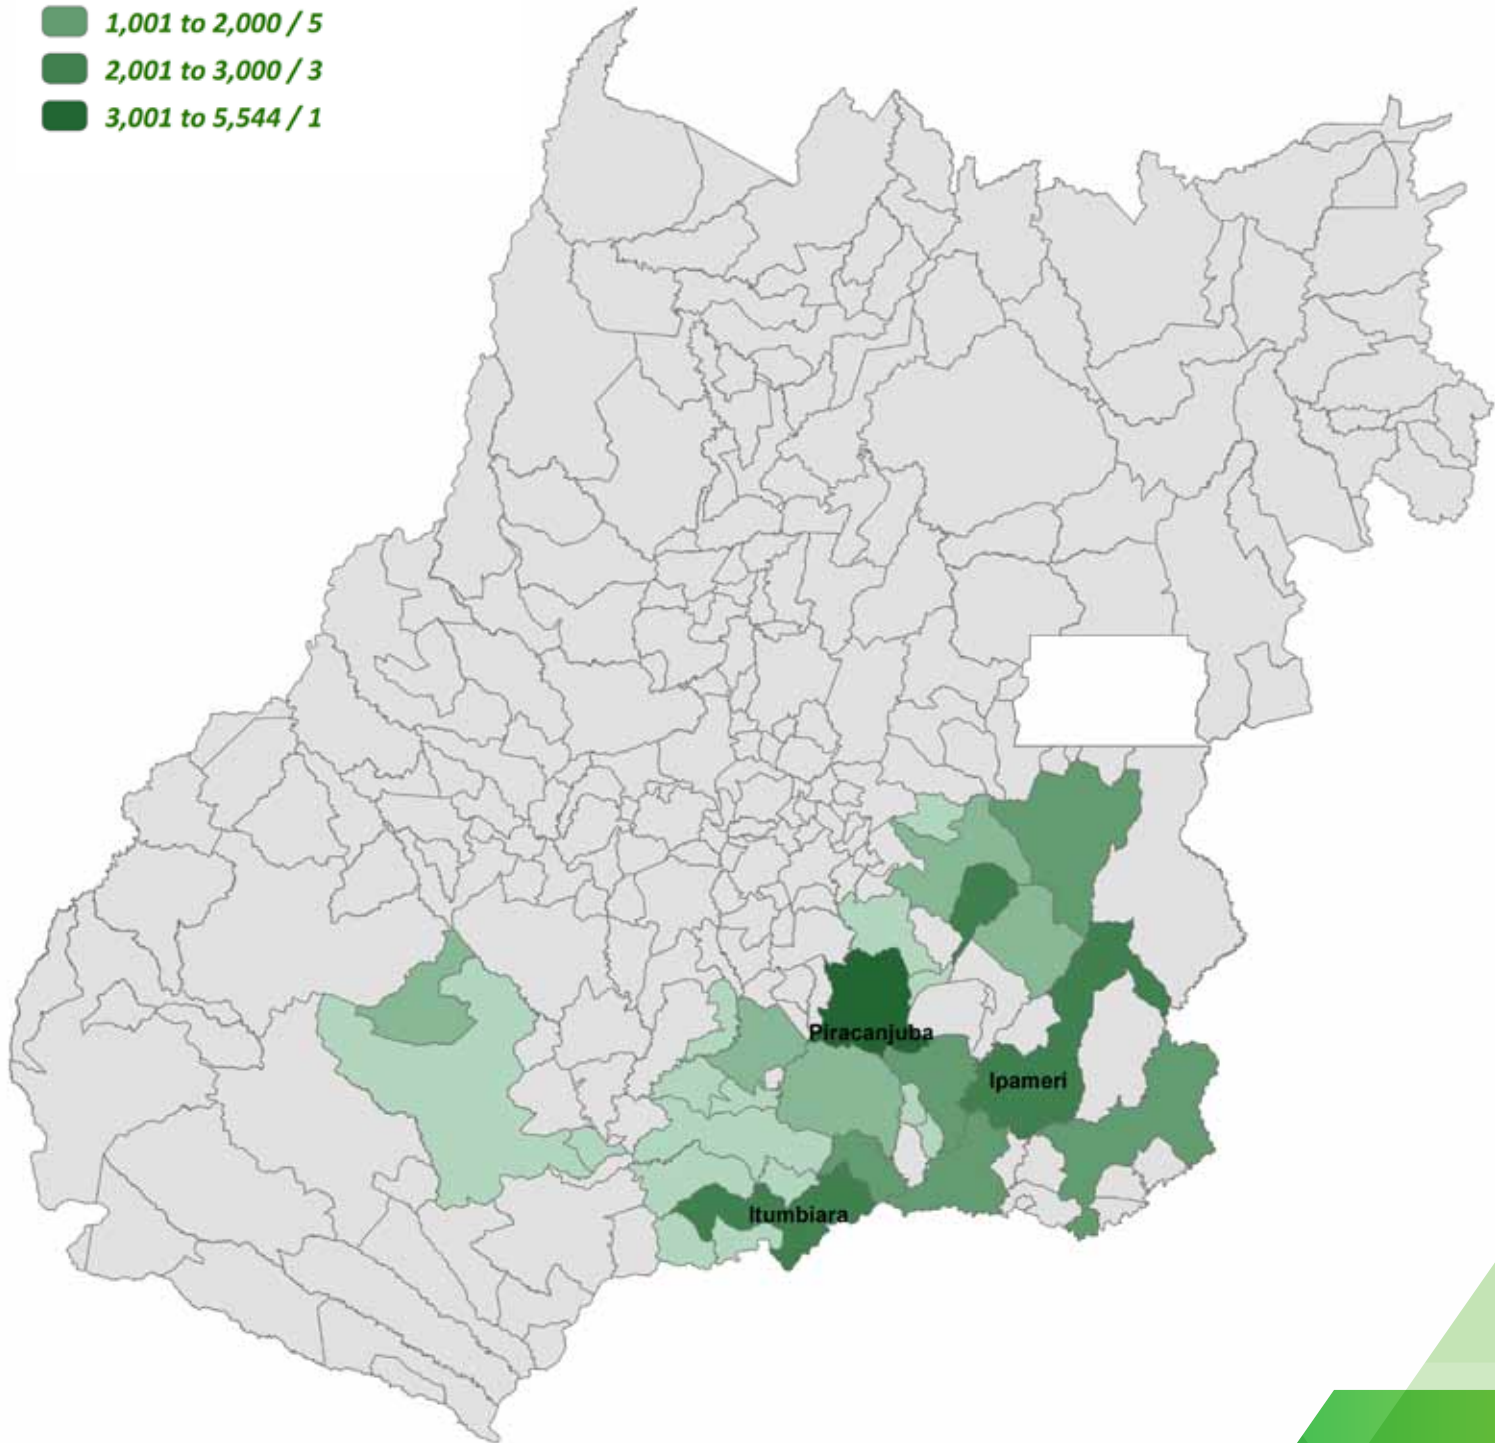 1,001 to 2,000 / 5
2,001 to 3,000 / 3
3,001 to 5,544 / 1
Piracanjuba
Ipameri
Itumbiara